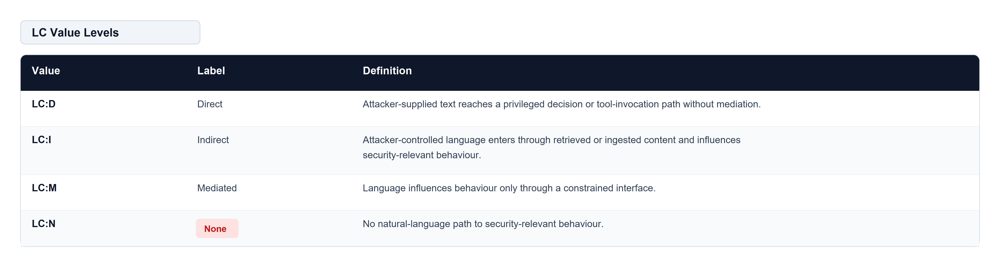 LC Value Levels
Value Label Definition
LC:D Direct Attacker-supplied text reaches a privileged decision or tool-invocation path without mediation.
LC:I Indirect Attacker-controlled language enters through retrieved or ingested content and influences
security-relevant behaviour.
LC:M Mediated Language influences behaviour only through a constrained interface.
LC:N None No natural-language path to security-relevant behaviour.